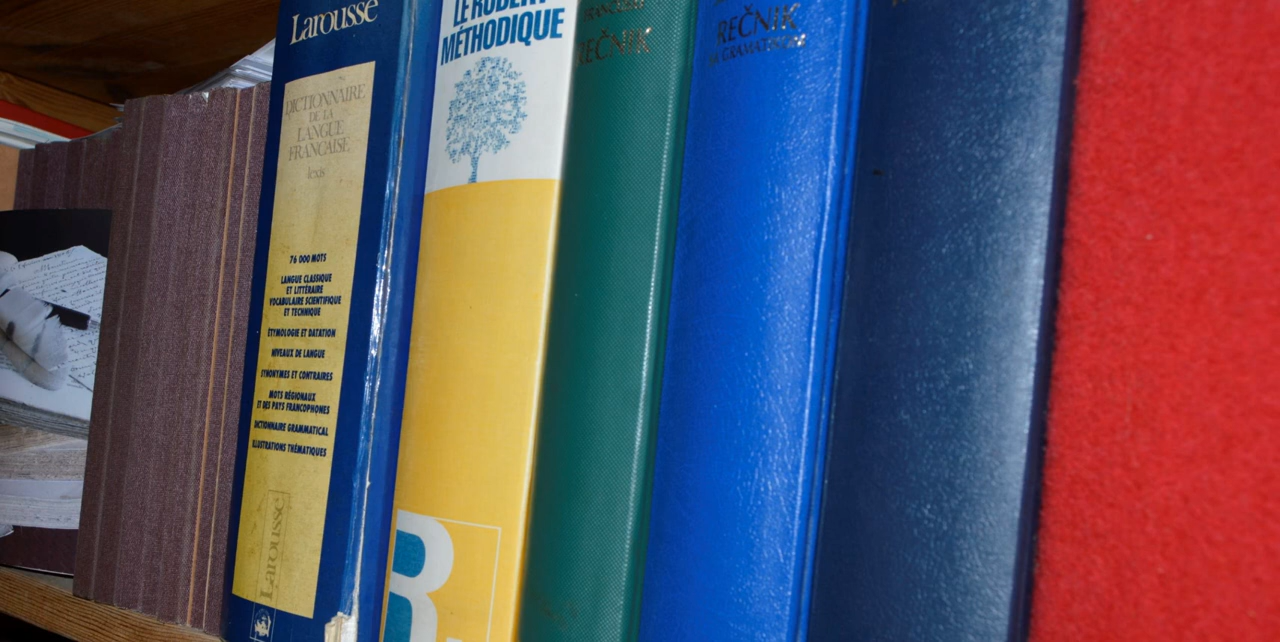 Larousse
DICTIONNAIRE
DE LA
LANGUE
FRANÇAISE
lexis
76 000 MOTS
LANGUE CLASSIQUE
ET LITTÉRAIRE
VOCABULAIRE SCIENTIFIQUE
ET TECHNIQUE
ÉTYMOLOGIE ET DATATION
NIVEAUX DE LANGUE
SYNONYMES ET CONTRAIRES
MOTS RÉGIONAUX
ET DES PAYS FRANCOPHONES
DICTIONNAIRE GRAMMATICAL
ILLUSTRATIONS THÉMATIQUES
Larousse
LE ROBERT
MÉTHODIQUE
R
REČNIK
REČNIK
SA GRAMATIKOM